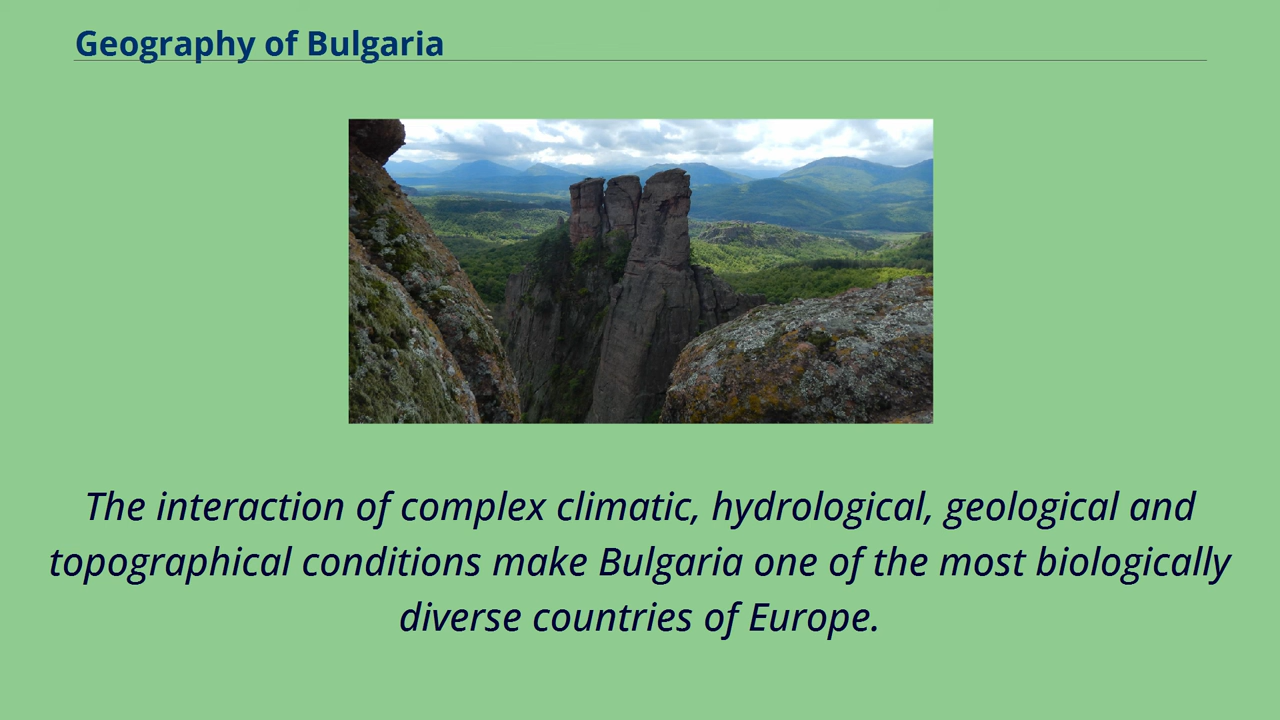 Geography of Bulgaria
The interaction of complex climatic, hydrological, geological and
topographical conditions make Bulgaria one of the most biologically
diverse countries of Europe.